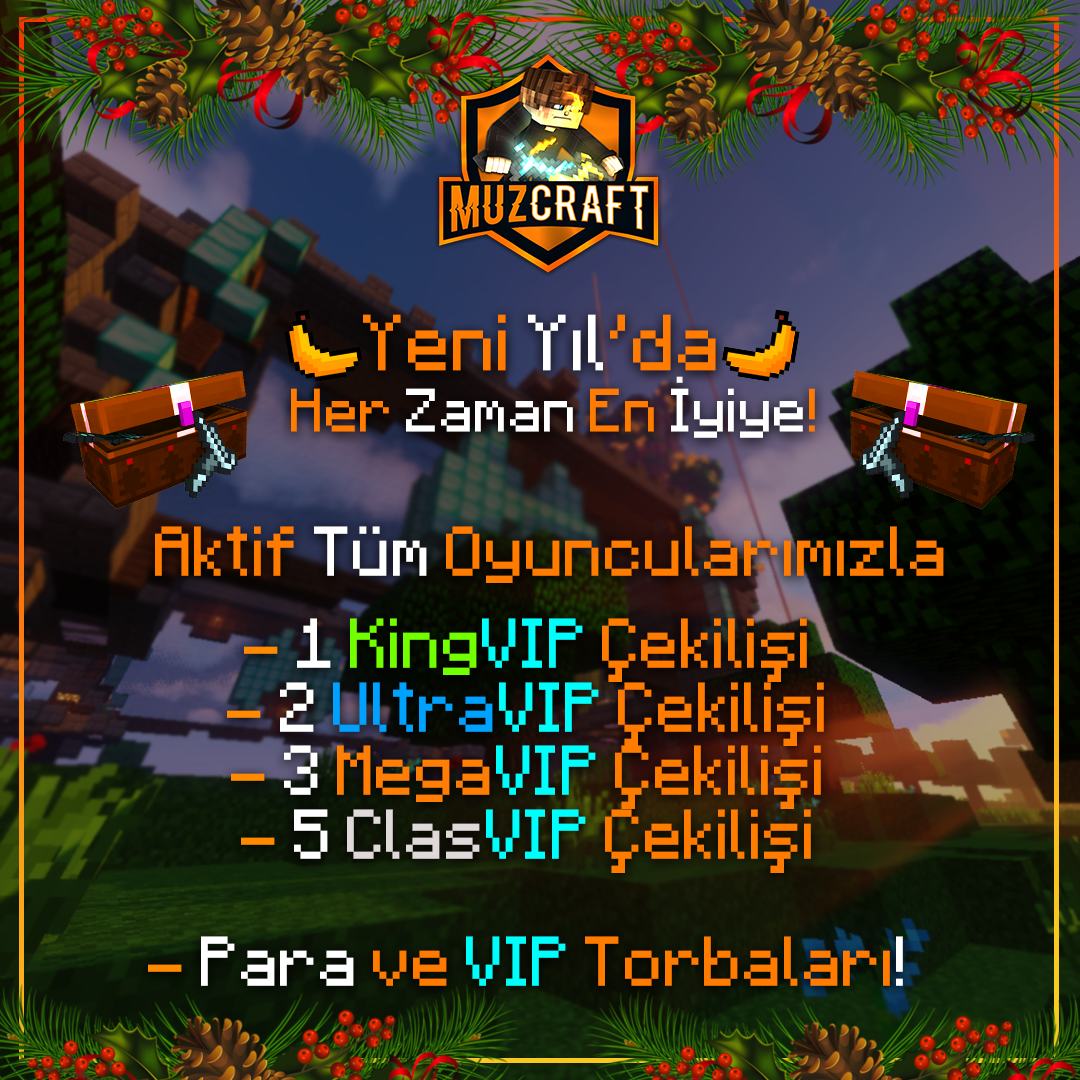 MUZCRAFT
Yeni Yıl'da
Her Zaman En İyiye!
Aktif Tüm Oyuncularımızla
- 1 KingVIP Çekilişi
- 2 UltraVIP Çekilişi
- 3 MegaVIP Çekilişi
- 5 ClasVIP Çekilişi
- Para ve VIP Torbaları!